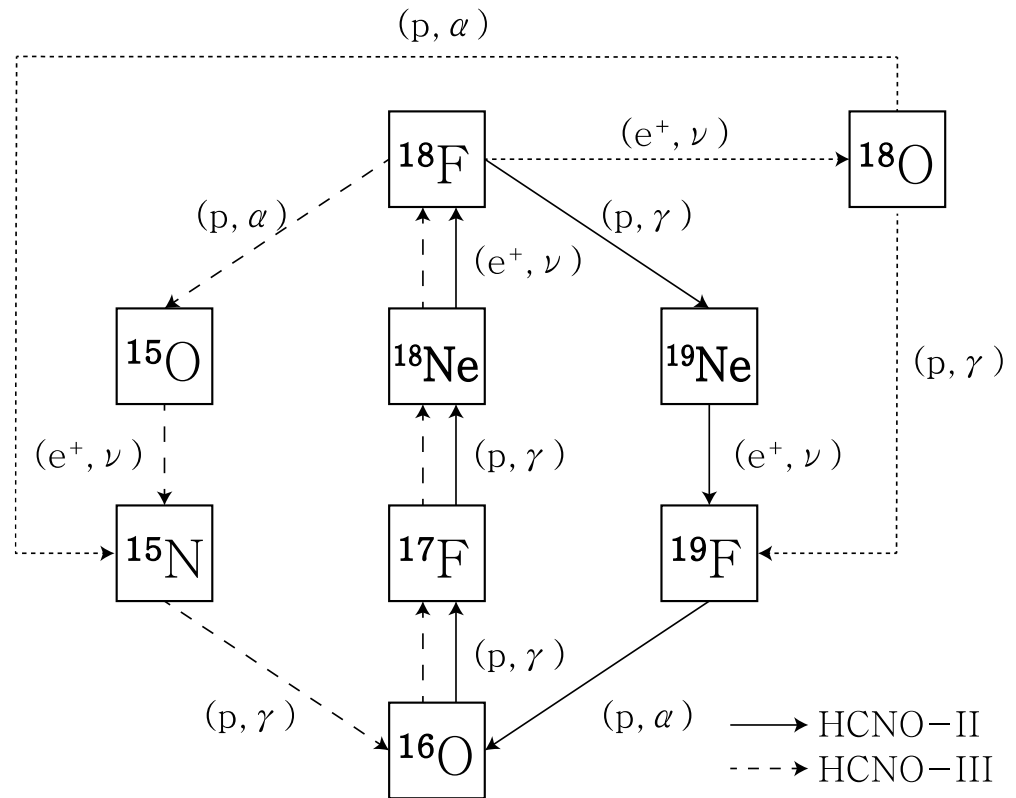 (p, α)
¹⁸F
(e⁺, ν)
¹⁸O
(p, α)
(p, γ)
(e⁺, ν)
¹⁵O
¹⁸Ne
¹⁹Ne
(p, γ)
(e⁺, ν)
(p, γ)
(e⁺, ν)
¹⁵N
¹⁷F
¹⁹F
(p, γ)
(p, γ)
(p, α)
¹⁶O
HCNO-II
HCNO-III